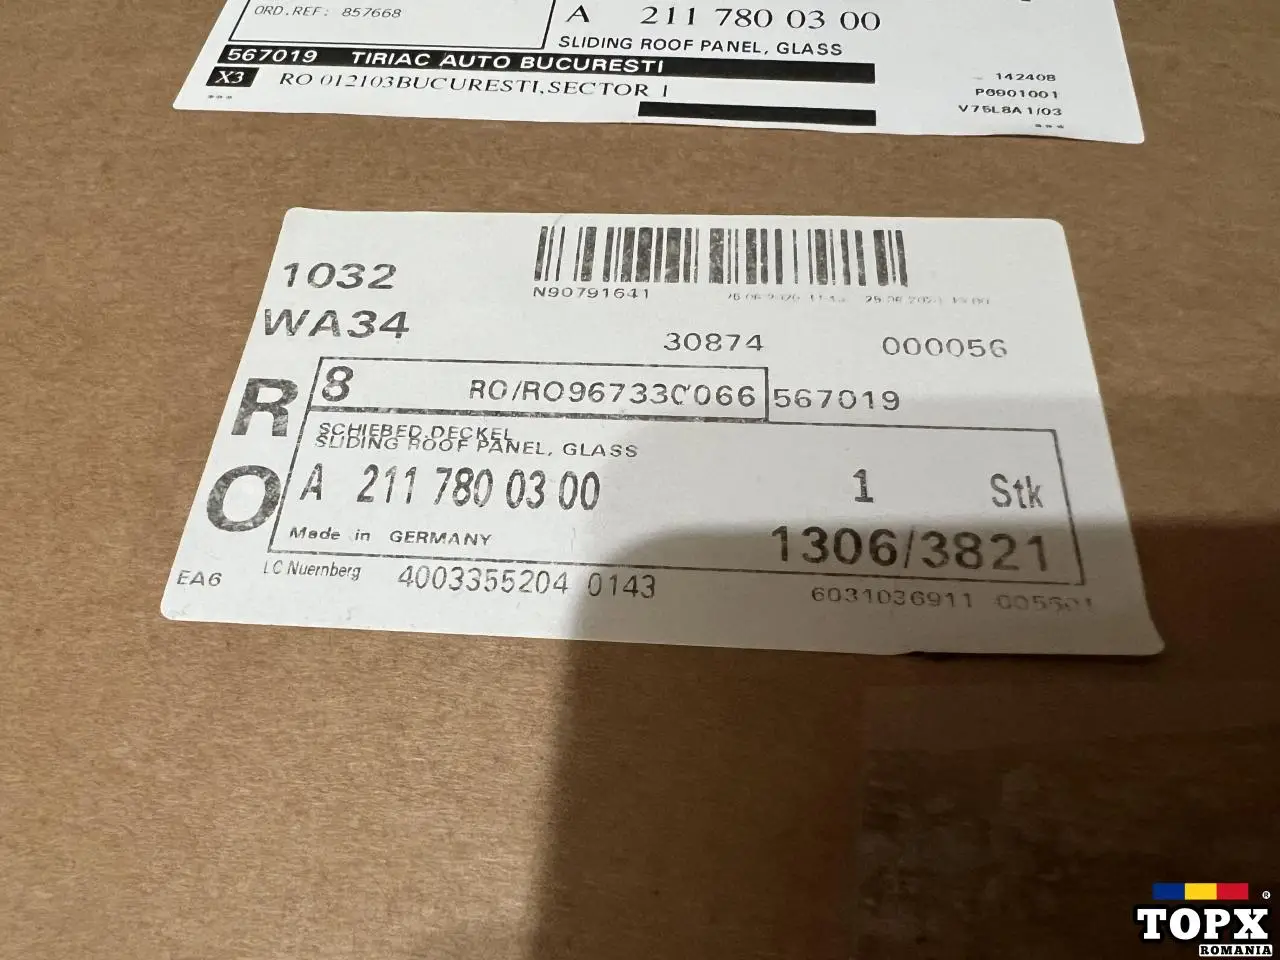 ORD.REF: 857668
A 211 780 03 00
SLIDING ROOF PANEL, GLASS
567019 TIRIAC AUTO BUCURESTI
X3 RO 012103BUCURESTI,SECTOR 1
***
142408
P6901001
V75L8A 1/03
***
1032
WA34
N90791641
30874 000056
RO
8 RO/RO96733C066 567019
SCHIEBED.DECKEL
SLIDING ROOF PANEL, GLASS
A 211 780 03 00 1 Stk
Made in GERMANY 1306/3821
EA6 LC Nuernberg 4003355204 0143 6031036911
TOPX ®
ROMANIA